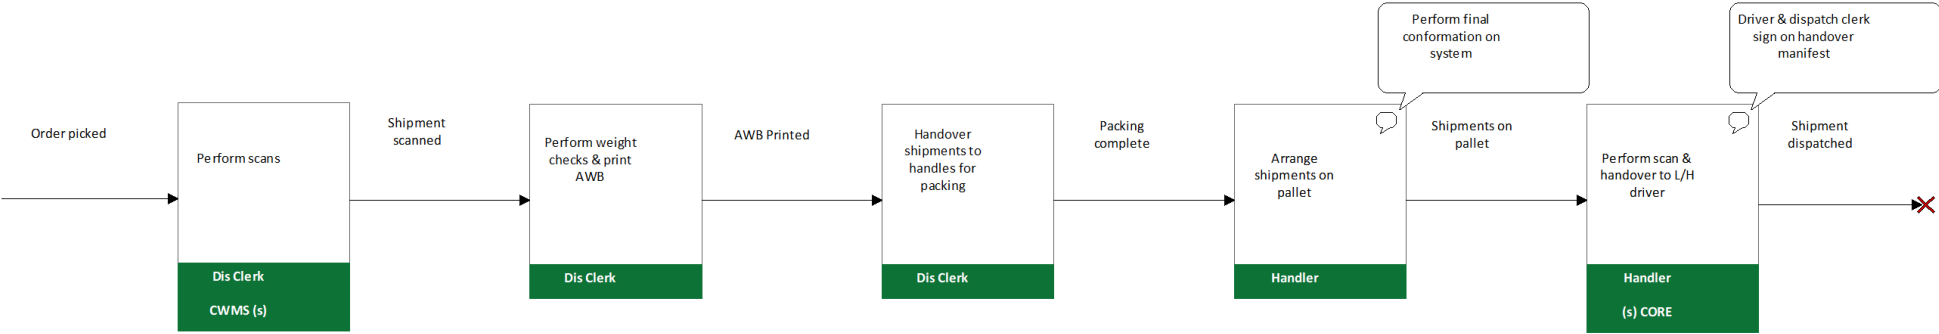 Order picked
Perform scans
Dis Clerk
CWMS (s)
Shipment
scanned
Perform weight
checks & print
AWB
Dis Clerk
AWB Printed
Handover
shipments to
handles for
packing
Dis Clerk
Packing
complete
Perform final
conformation on
system
Arrange
shipments on
pallet
Handler
Shipments on
pallet
Driver & dispatch clerk
sign on handover
manifest
Perform scan &
handover to L/H
driver
Handler
(s) CORE
Shipment
dispatched